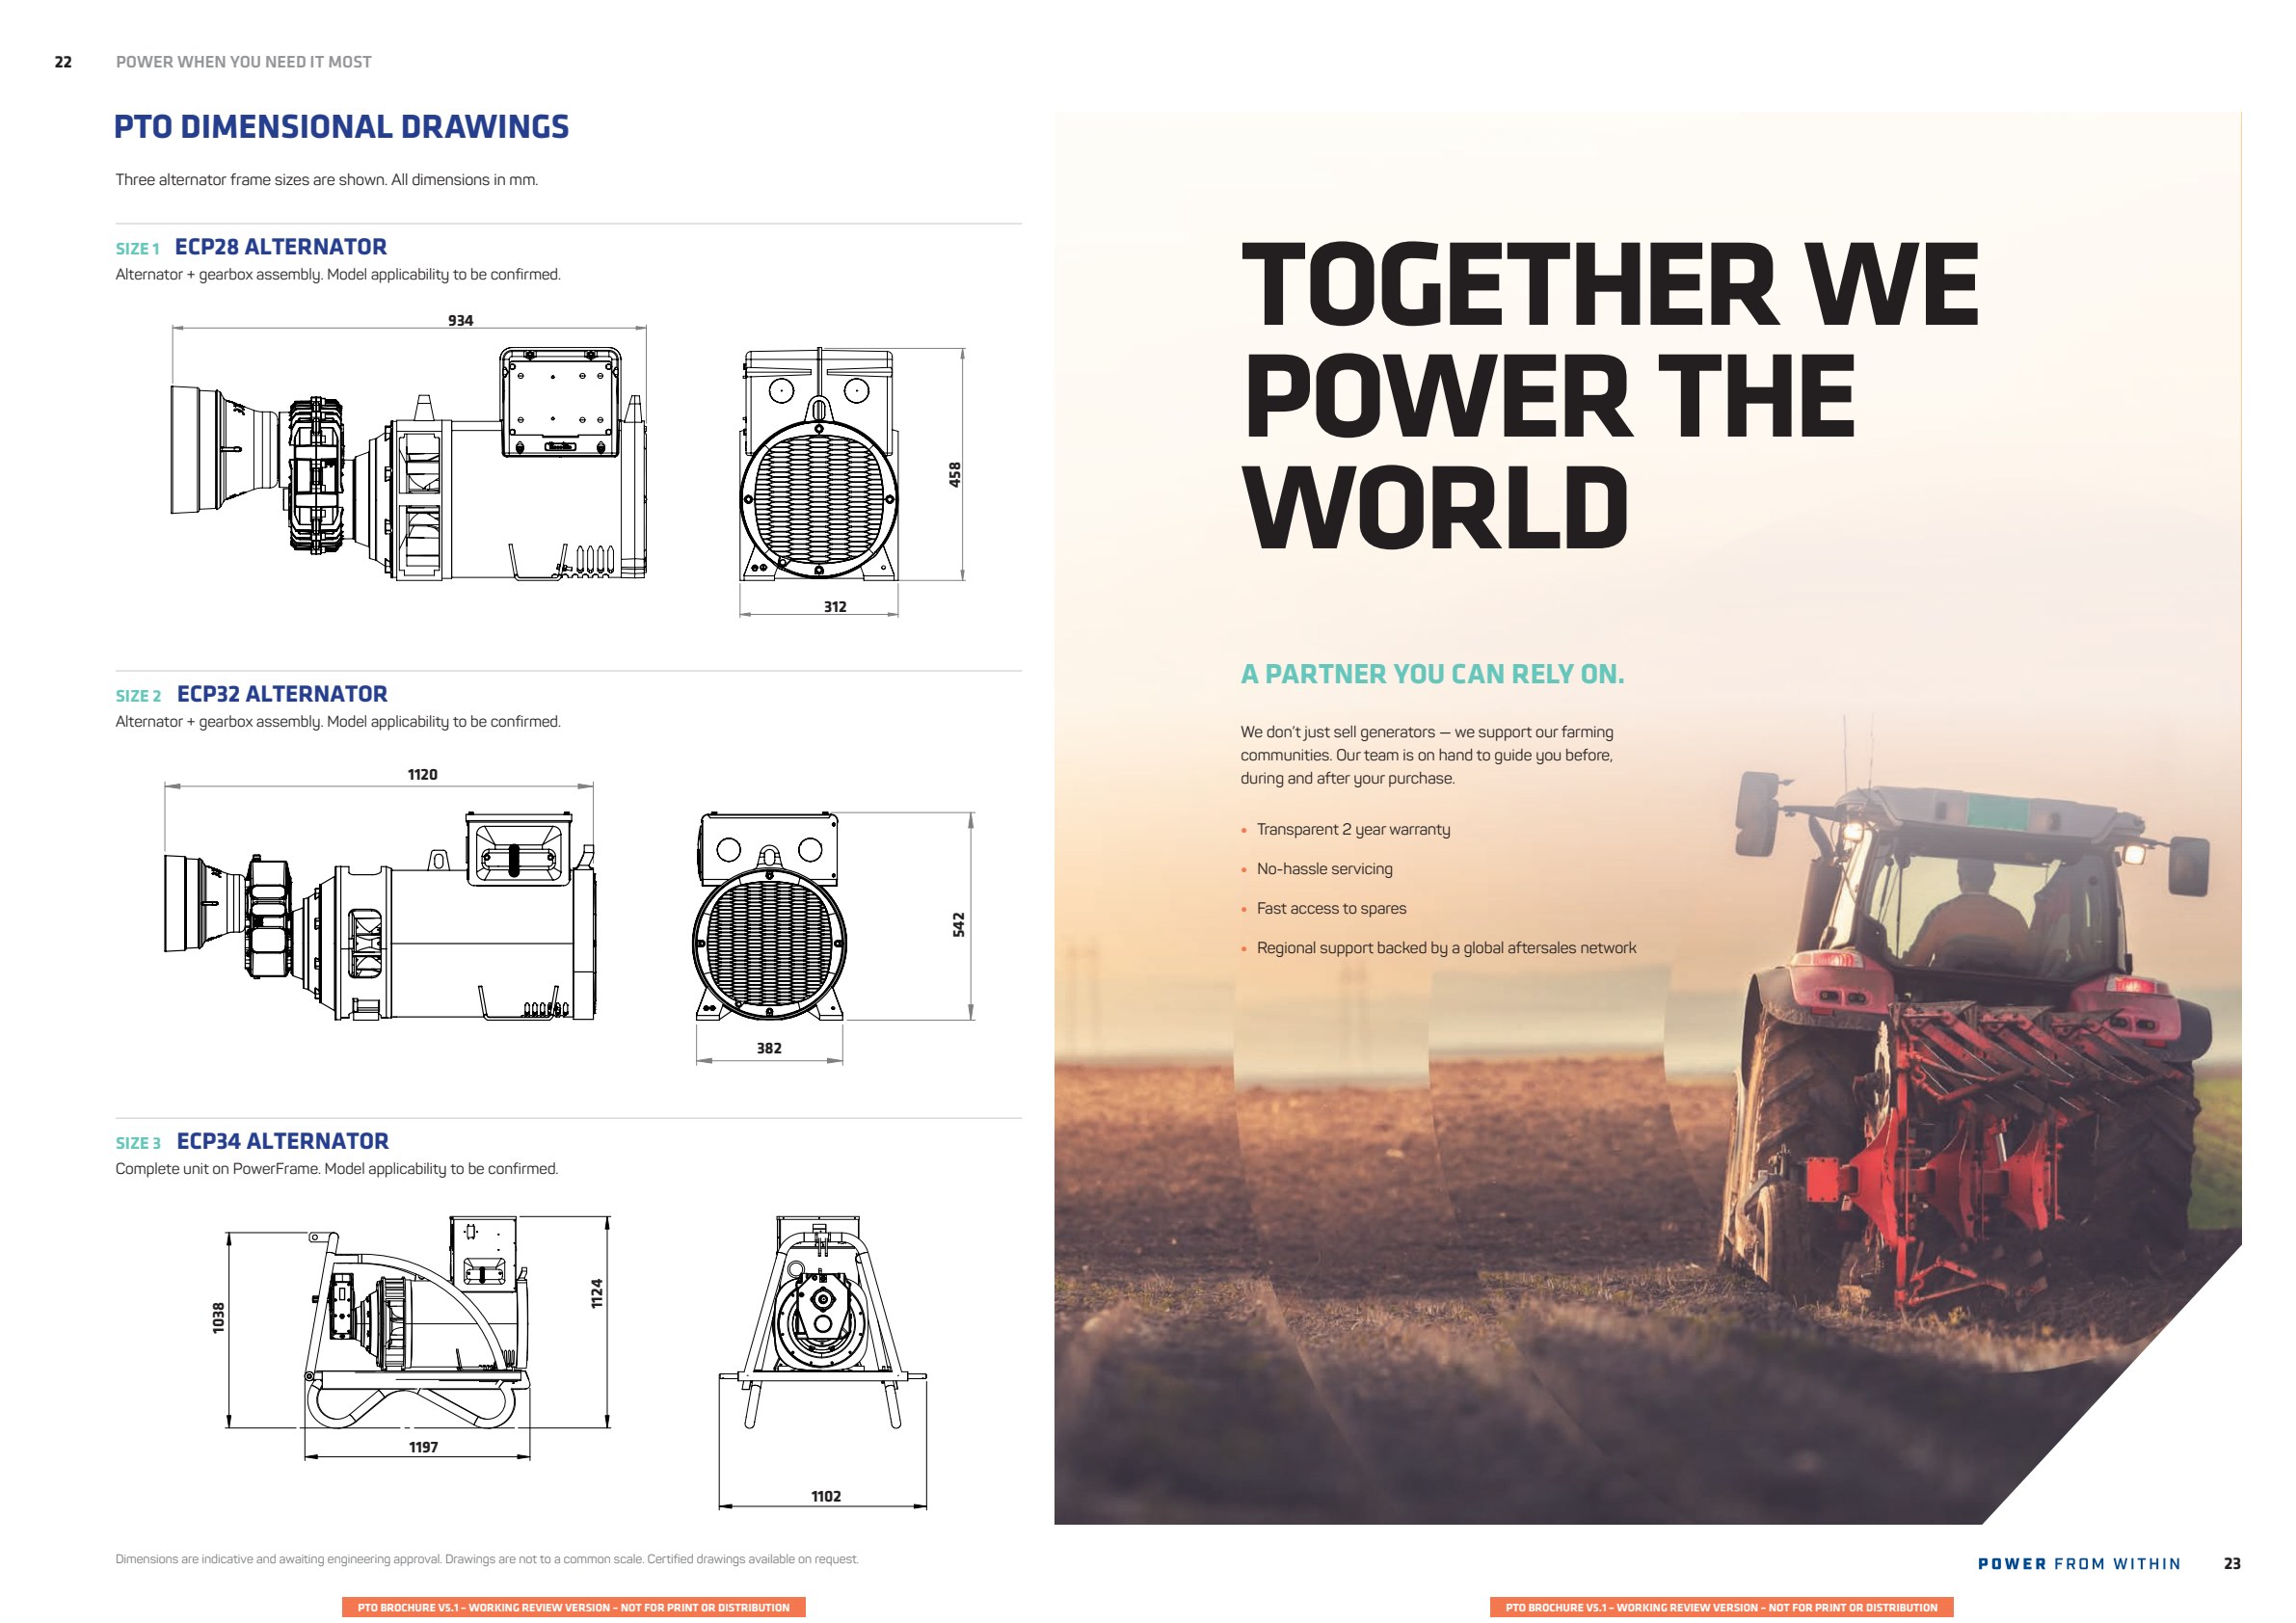 22 POWER WHEN YOU NEED IT MOST
PTO DIMENSIONAL DRAWINGS
Three alternator frame sizes are shown. All dimensions in mm.
SIZE 1 ECP28 ALTERNATOR
Alternator + gearbox assembly. Model applicability to be confirmed.
934
458
312
SIZE 2 ECP32 ALTERNATOR
Alternator + gearbox assembly. Model applicability to be confirmed.
1120
542
382
SIZE 3 ECP34 ALTERNATOR
Complete unit on PowerFrame. Model applicability to be confirmed.
1038
1124
1197
1102
Dimensions are indicative and awaiting engineering approval. Drawings are not to a common scale. Certified drawings available on request.
PTO BROCHURE V5.1 – WORKING REVIEW VERSION – NOT FOR PRINT OR DISTRIBUTION
TOGETHER WE
POWER THE
WORLD
A PARTNER YOU CAN RELY ON.
We don't just sell generators — we support our farming
communities. Our team is on hand to guide you before,
during and after your purchase.
• Transparent 2 year warranty
• No-hassle servicing
• Fast access to spares
• Regional support backed by a global aftersales network
POWER FROM WITHIN 23
PTO BROCHURE V5.1 – WORKING REVIEW VERSION – NOT FOR PRINT OR DISTRIBUTION